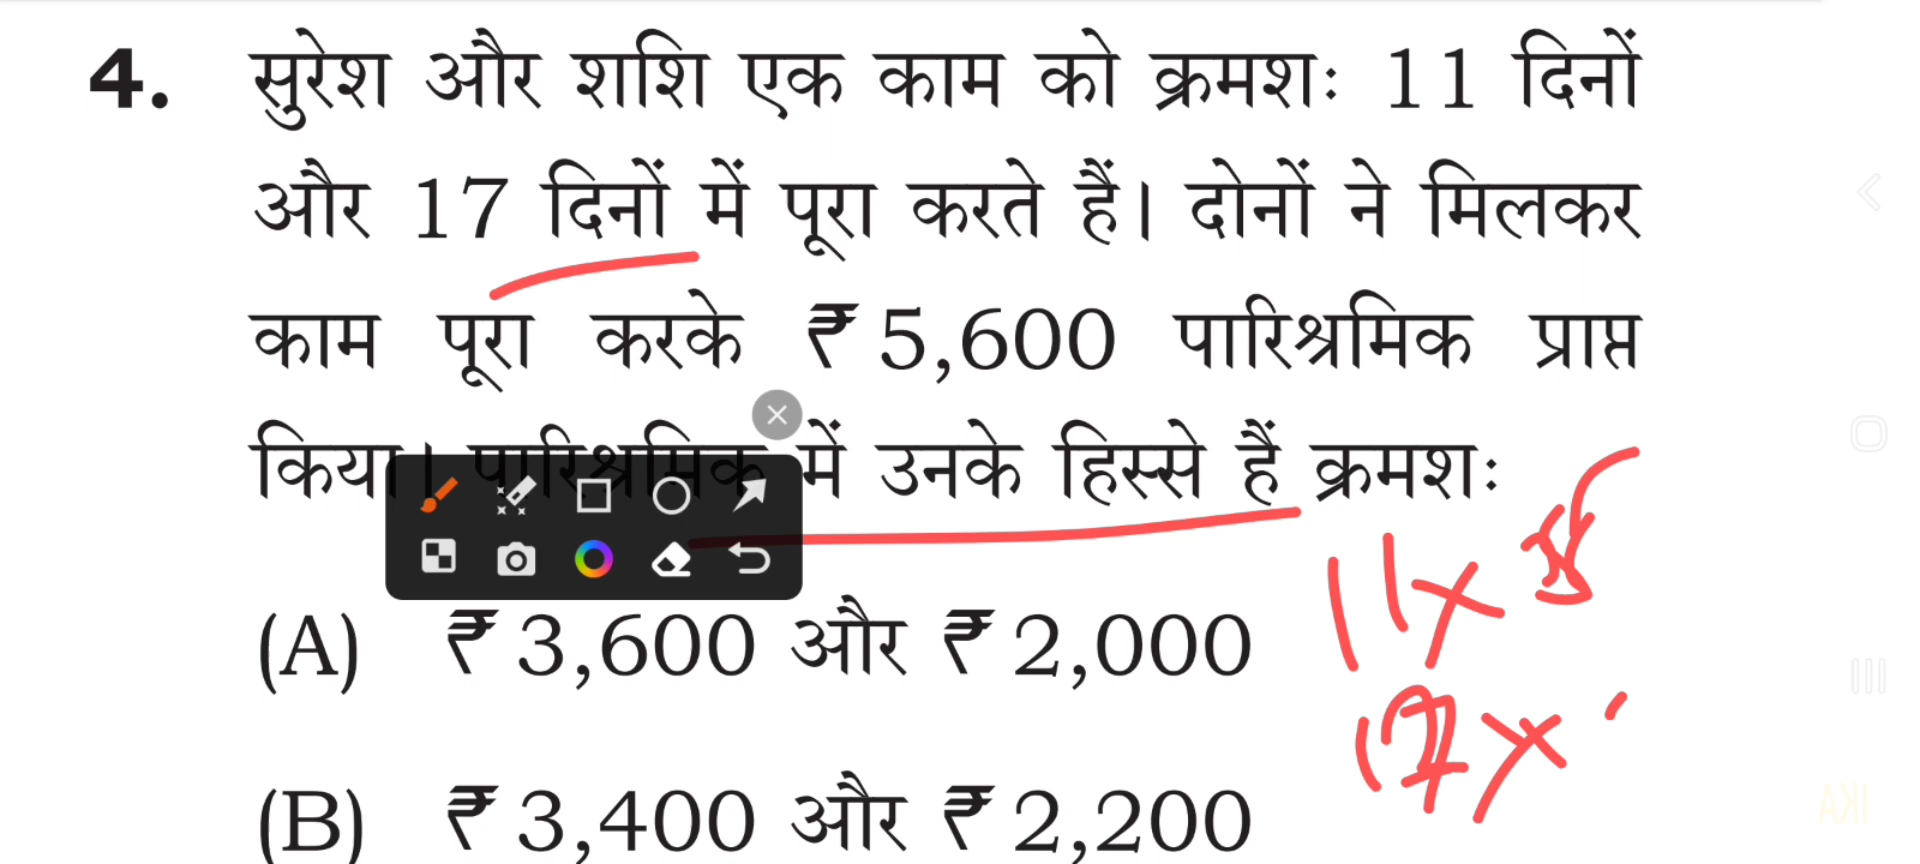 4. सुरेश और शशि एक काम को क्रमशः 11 दिनों
और 17 दिनों में पूरा करते हैं। दोनों ने मिलकर
काम पूरा करके ₹ 5,600 पारिश्रमिक प्राप्त
किया। पारिश्रमिक में उनके हिस्से हैं क्रमशः
11x
(A) ₹ 3,600 और ₹ 2,000
17x
(B) ₹ 3,400 और ₹ 2,200